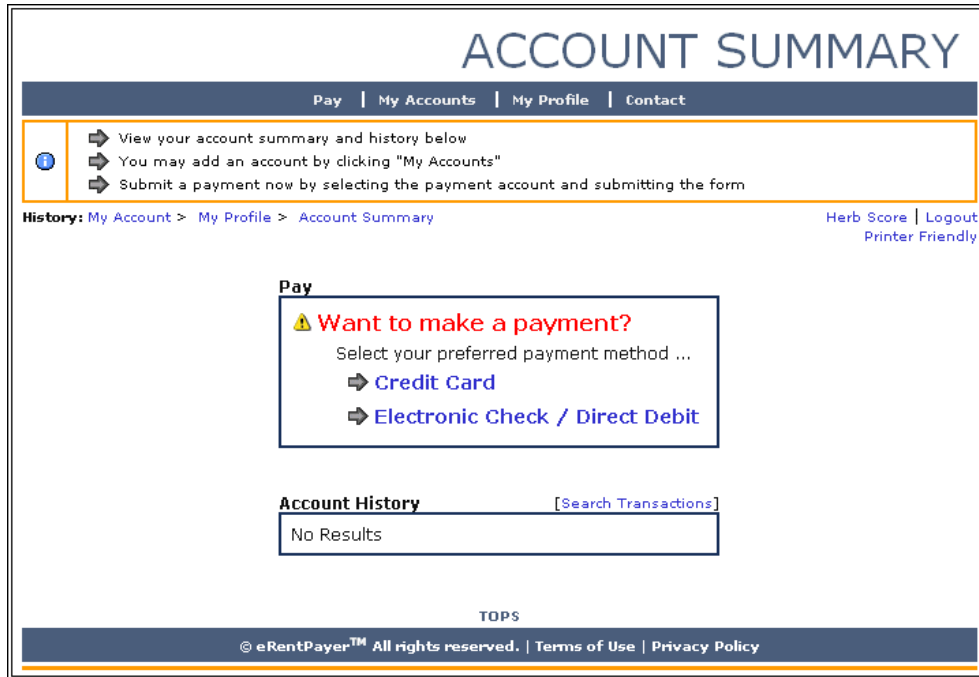 ACCOUNT SUMMARY
Pay | My Accounts | My Profile | Contact
View your account summary and history below
You may add an account by clicking "My Accounts"
Submit a payment now by selecting the payment account and submitting the form
History: My Account > My Profile > Account Summary
Herb Score | Logout
Printer Friendly
Pay
Want to make a payment?
Select your preferred payment method ...
Credit Card
Electronic Check / Direct Debit
Account History [Search Transactions]
No Results
TOPS
© eRentPayer™ All rights reserved. | Terms of Use | Privacy Policy